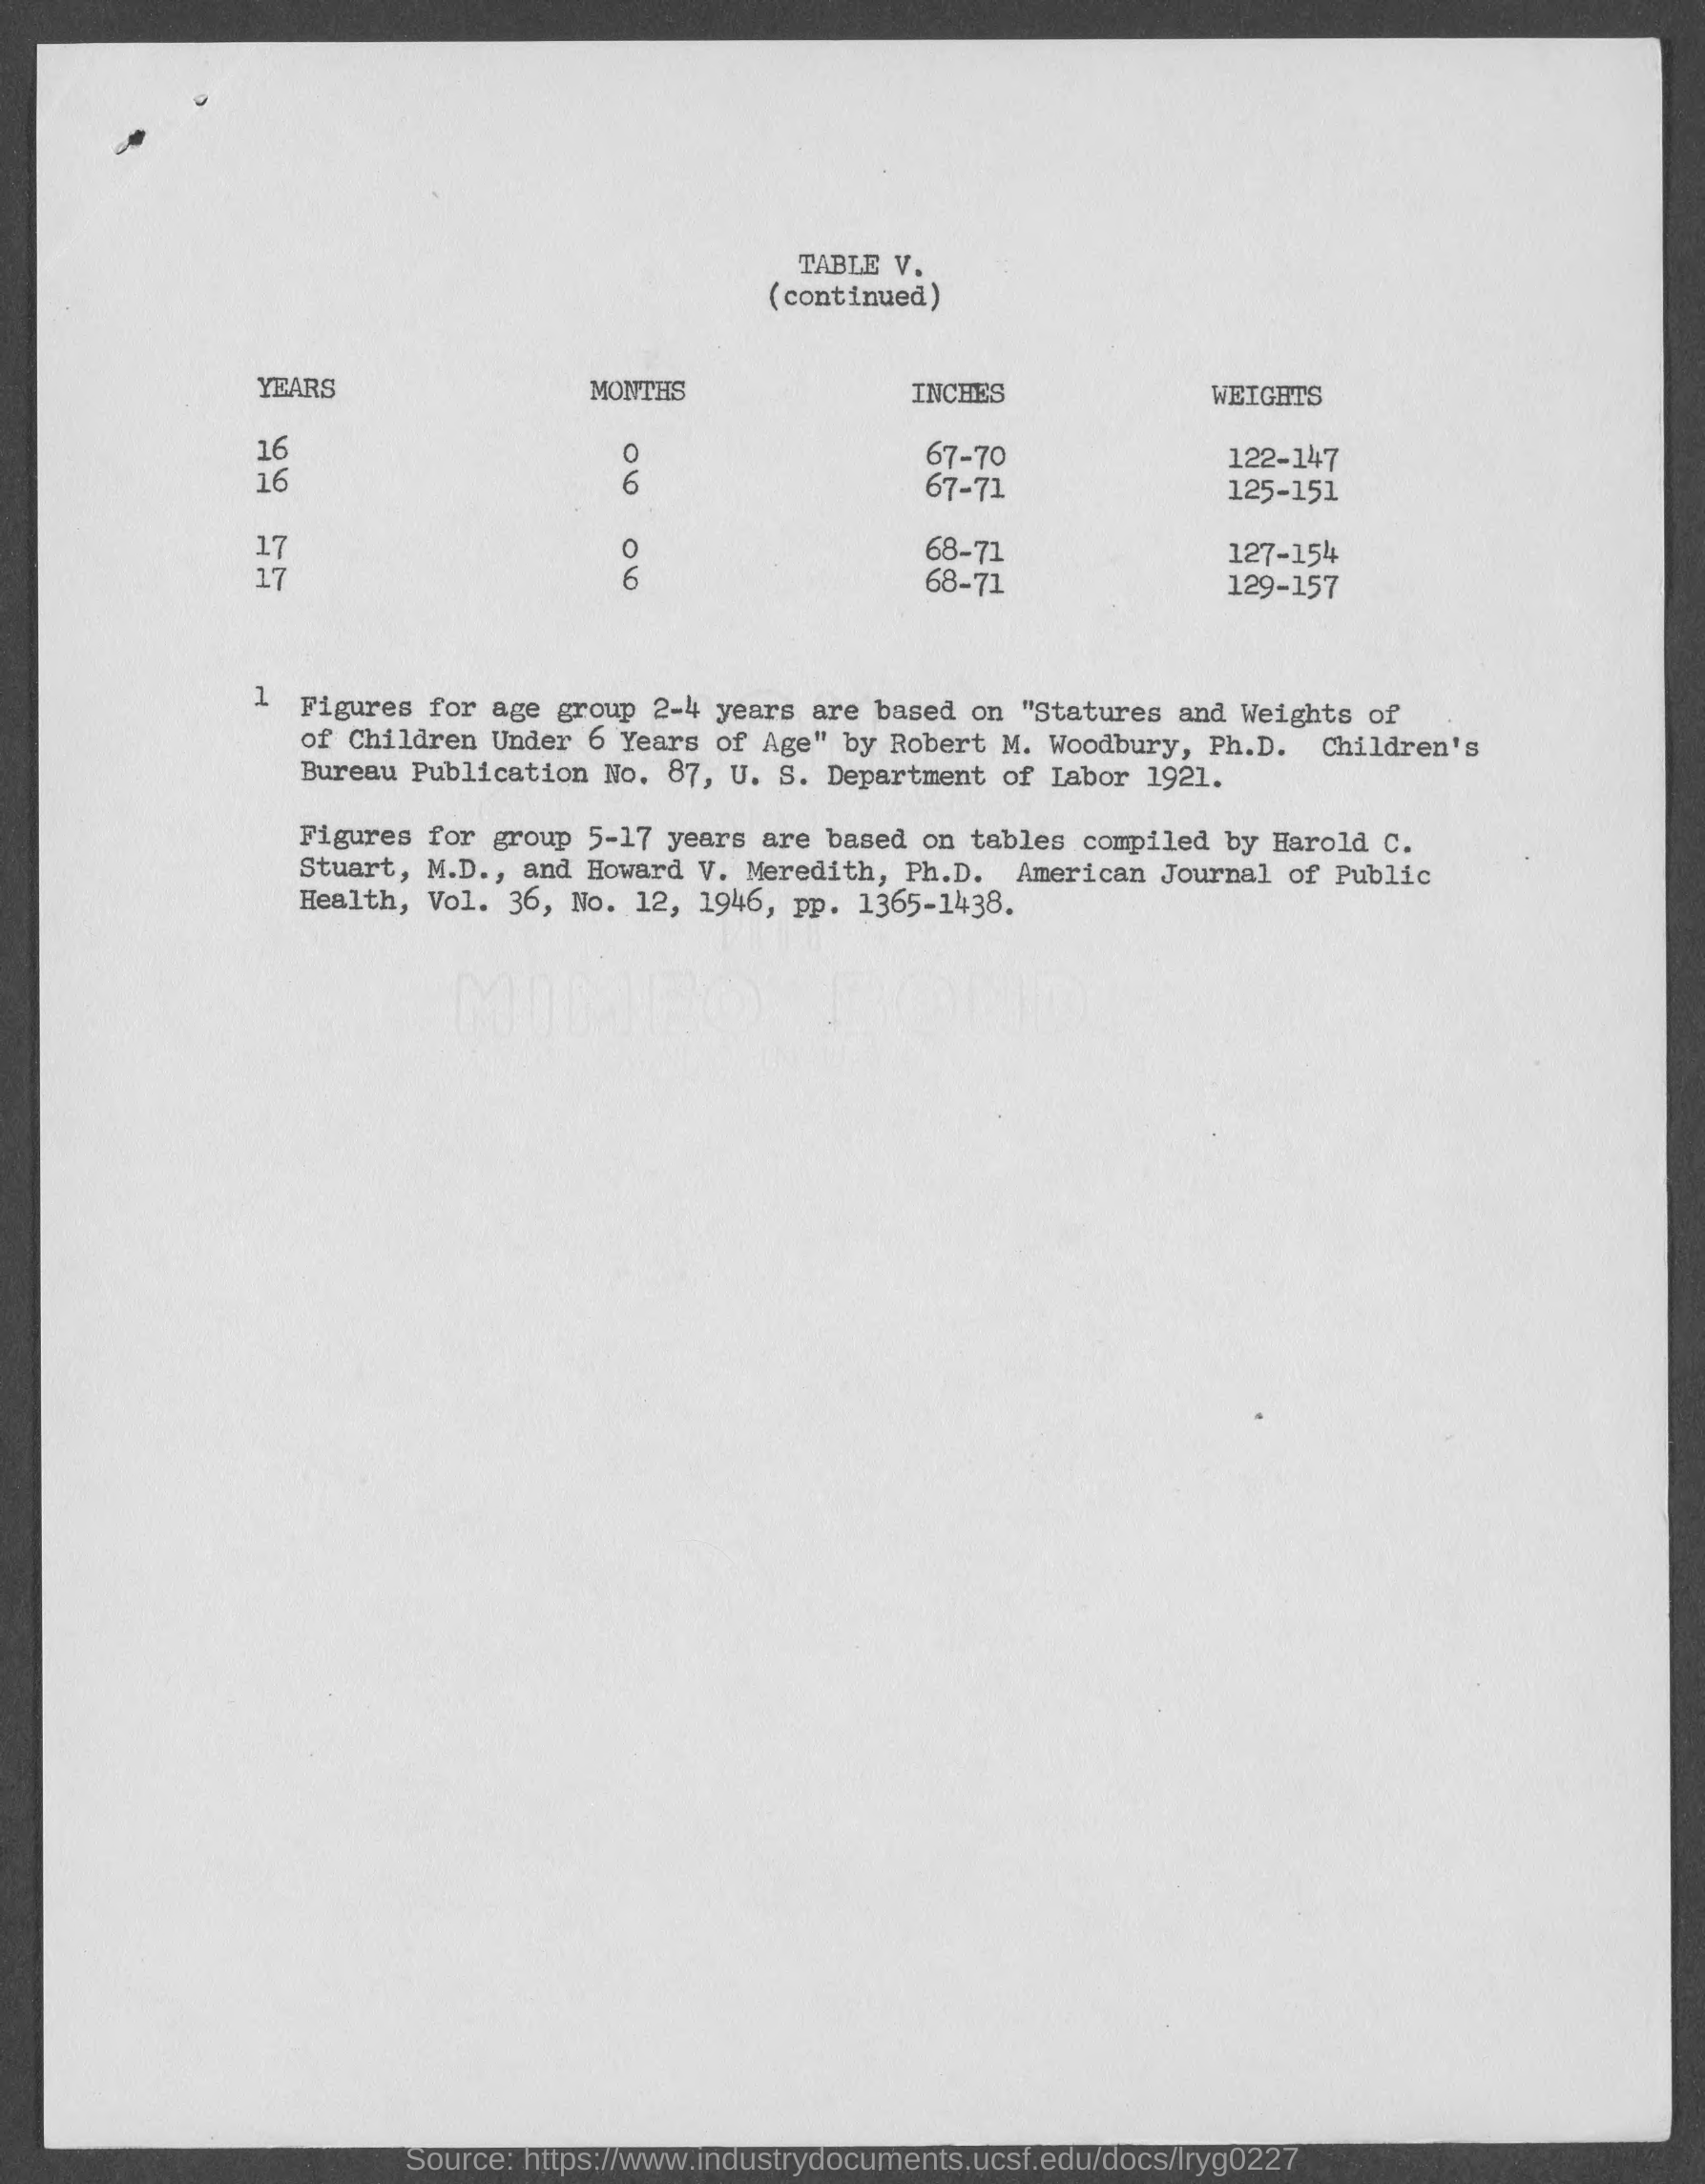 TABLE V.
(continued)
YEARS MONTHS INCHES WEIGHTS
16 0 67-70 122-147
16 6 67-71 125-151
17 0 68-71 127-154
17 6 68-71 129-157
1 Figures for age group 2-4 years are based on "Statures and Weights of
of Children Under 6 Years of Age" by Robert M. Woodbury, Ph.D. Children's
Bureau Publication No. 87, U. S. Department of Labor 1921.
Figures for group 5-17 years are based on tables compiled by Harold C.
Stuart, M.D., and Howard V. Meredith, Ph.D. American Journal of Public
Health, Vol. 36, No. 12, 1946, pp. 1365-1438.
Source: https://www.industrydocuments.ucsf.edu/docs/lryg0227